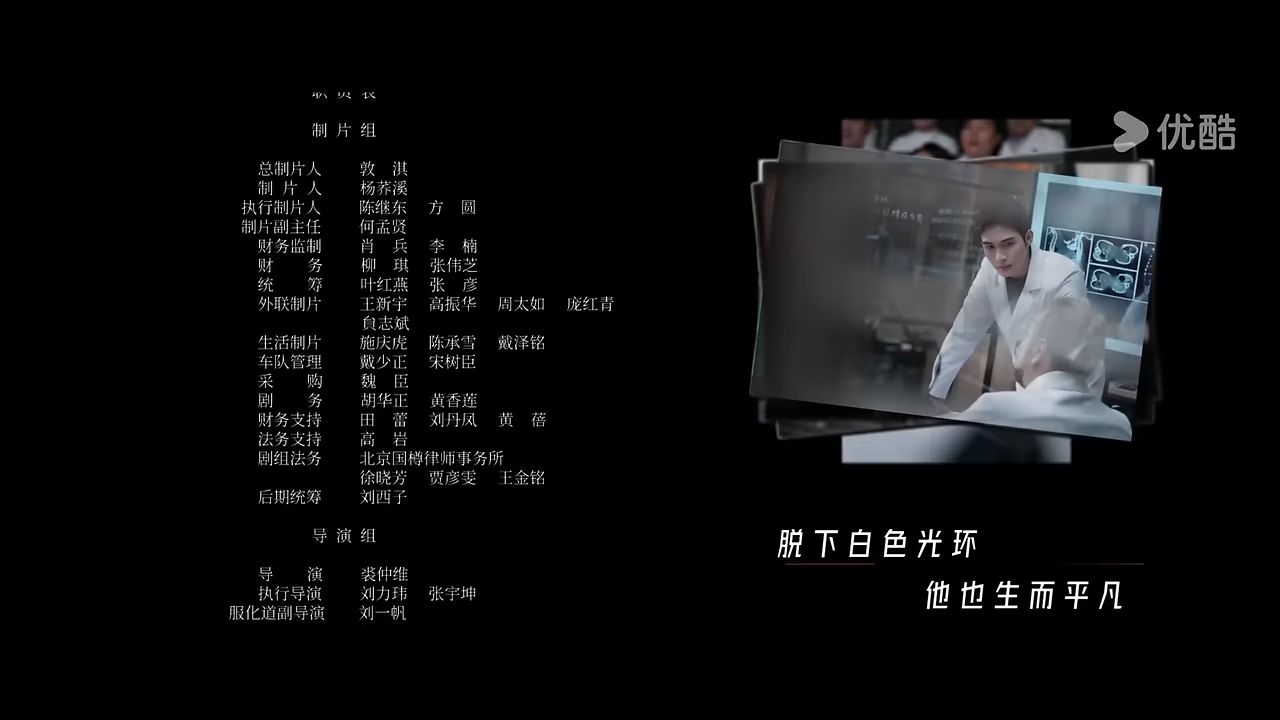 职员表
制片组
总制片人 敦淇
制片人 杨荞溪
执行制片人 陈继东 方圆
制片副主任 何孟贤
财务监制 肖兵 李楠
财务 柳琪 张伟芝
统筹 叶红燕 张彦
外联制片 王新宇 高振华 周太如 庞红青
贠志斌
生活制片 施庆虎 陈承雪 戴泽铭
车队管理 戴少正 宋树臣
采购 魏臣
剧务 胡华正 黄香莲
财务支持 田蕾 刘丹凤 黄蓓
法务支持 高岩
剧组法务 北京国樽律师事务所
徐晓芳 贾彦雯 王金铭
后期统筹 刘西子
导演组
导演 裘仲维
执行导演 刘力玮 张宇坤
服化道副导演 刘一帆
优酷
脱下白色光环
他也生而平凡